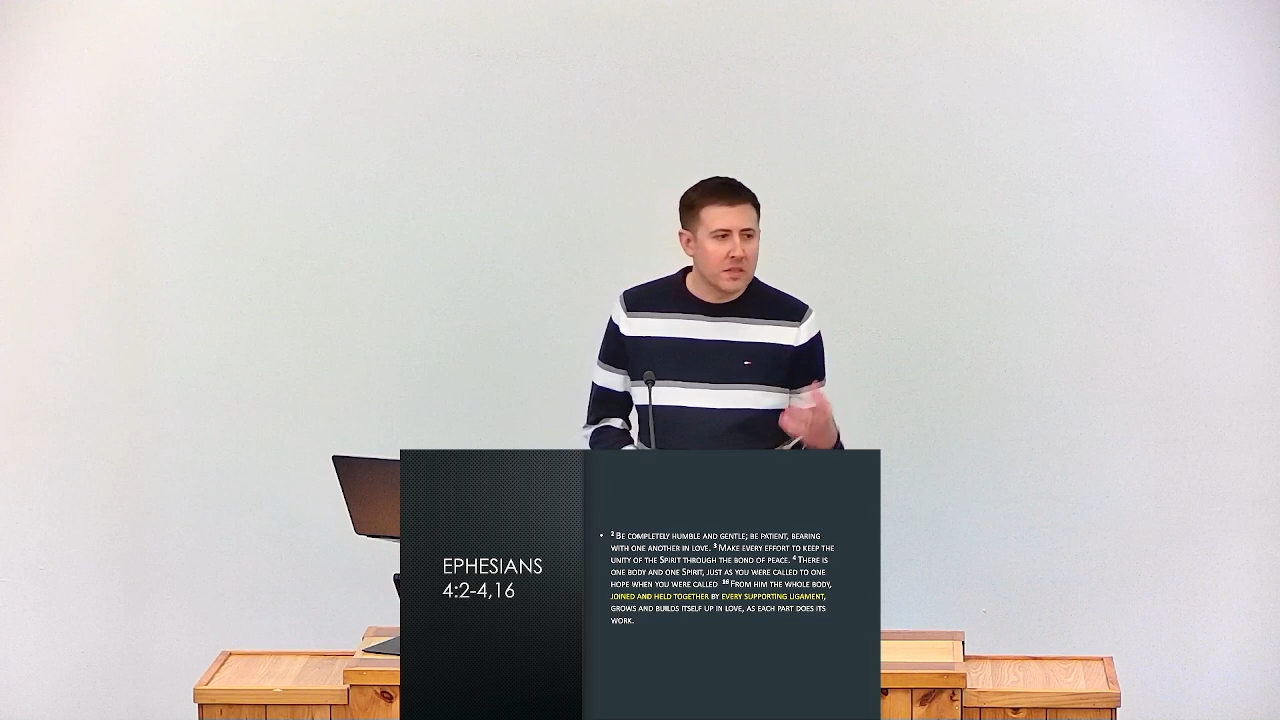 EPHESIANS
4:2-4,16
• ² BE COMPLETELY HUMBLE AND GENTLE; BE PATIENT, BEARING
WITH ONE ANOTHER IN LOVE. ³ MAKE EVERY EFFORT TO KEEP THE
UNITY OF THE SPIRIT THROUGH THE BOND OF PEACE. ⁴ THERE IS
ONE BODY AND ONE SPIRIT, JUST AS YOU WERE CALLED TO ONE
HOPE WHEN YOU WERE CALLED ¹⁶ FROM HIM THE WHOLE BODY,
JOINED AND HELD TOGETHER BY EVERY SUPPORTING LIGAMENT,
GROWS AND BUILDS ITSELF UP IN LOVE, AS EACH PART DOES ITS
WORK.